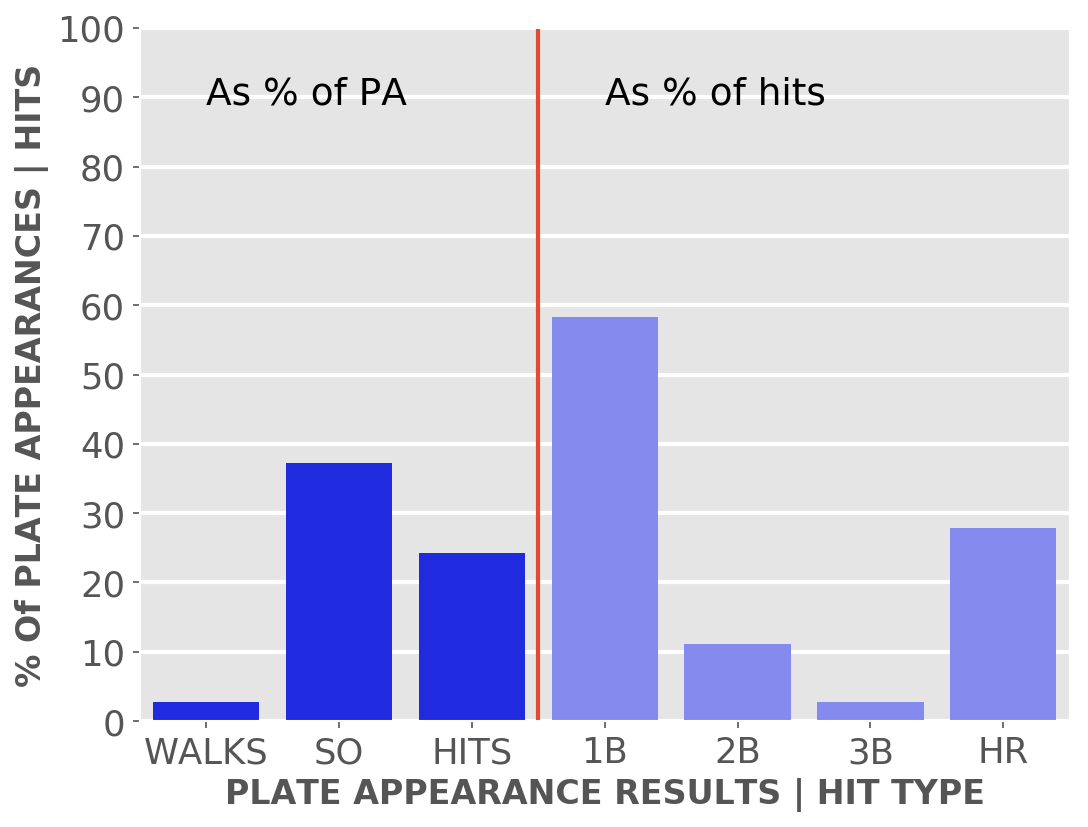 100
90
80
70
60
50
40
30
20
10
0
% Of PLATE APPEARANCES | HITS
As % of PA
As % of hits
WALKS SO HITS 1B 2B 3B HR
PLATE APPEARANCE RESULTS | HIT TYPE